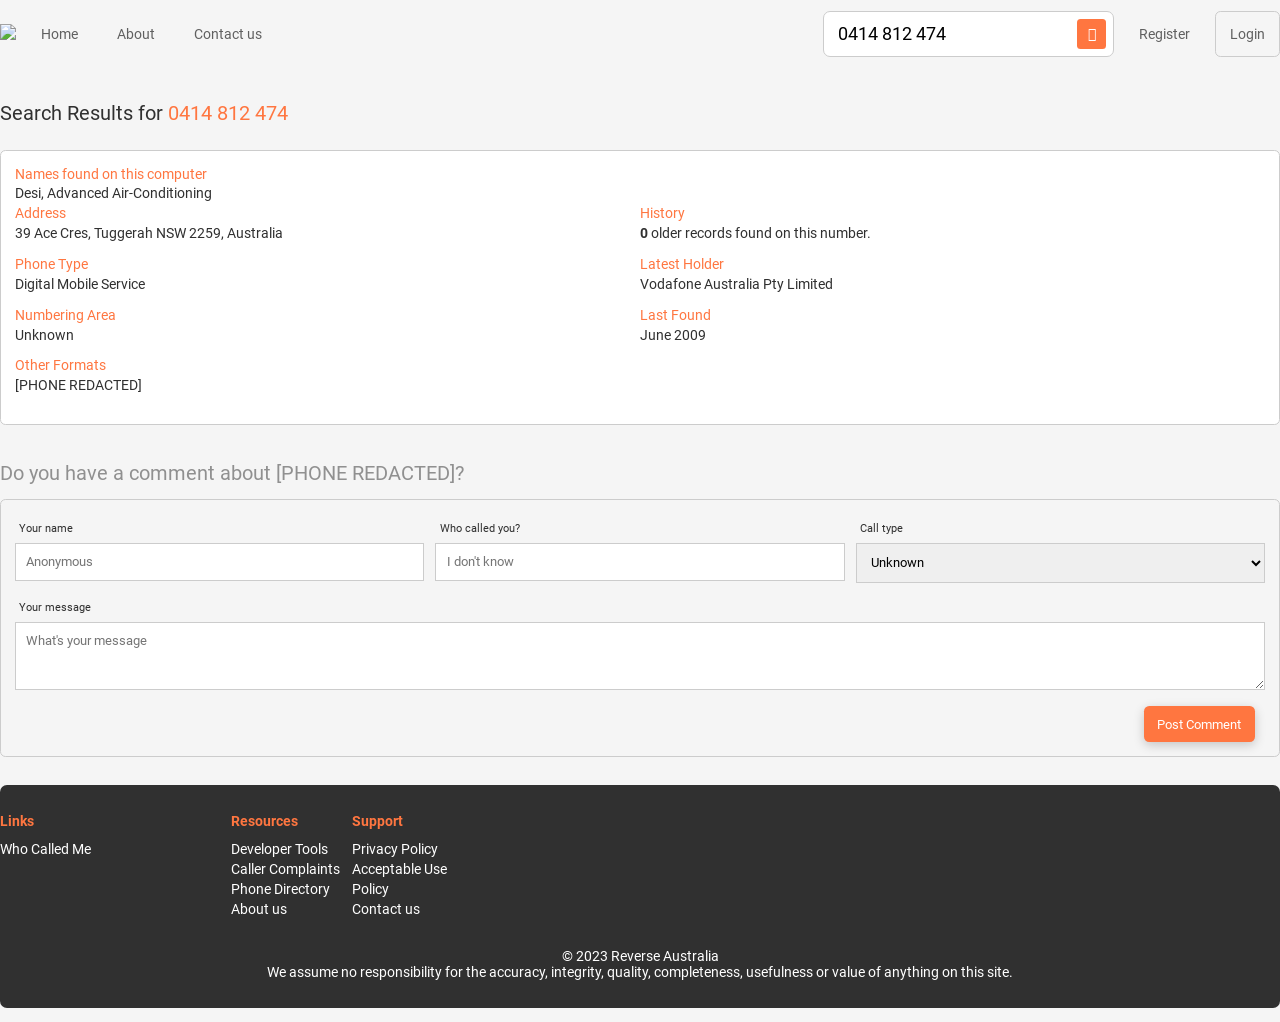 Home About Contact us 0414 812 474 Register Login
Search Results for 0414 812 474
Names found on this computer
Desi, Advanced Air-Conditioning
Address
39 Ace Cres, Tuggerah NSW 2259, Australia
History
0 older records found on this number.
Phone Type
Digital Mobile Service
Latest Holder
Vodafone Australia Pty Limited
Numbering Area
Unknown
Last Found
June 2009
Other Formats
[PHONE REDACTED]
Do you have a comment about [PHONE REDACTED]?
Your name
Anonymous
Who called you?
I don't know
Call type
Unknown
Your message
What's your message
Post Comment
Links
Who Called Me
Resources
Developer Tools
Caller Complaints
Phone Directory
About us
Support
Privacy Policy
Acceptable Use
Policy
Contact us
© 2023 Reverse Australia
We assume no responsibility for the accuracy, integrity, quality, completeness, usefulness or value of anything on this site.